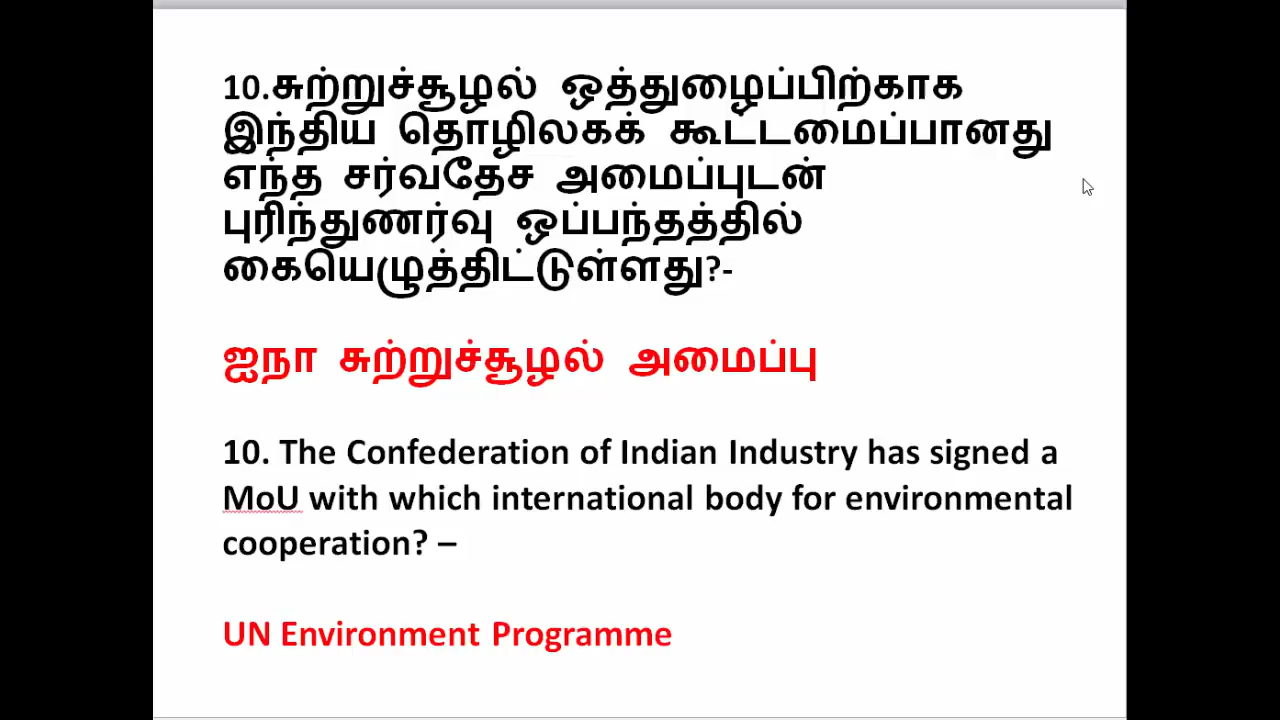 10.சுற்றுச்சூழல் ஒத்துழைப்பிற்காக
இந்திய தொழிலகக் கூட்டமைப்பானது
எந்த சர்வதேச அமைப்புடன்
புரிந்துணர்வு ஒப்பந்தத்தில்
கையெழுத்திட்டுள்ளது?-
ஐநா சுற்றுச்சூழல் அமைப்பு
10. The Confederation of Indian Industry has signed a
MoU with which international body for environmental
cooperation? –
UN Environment Programme